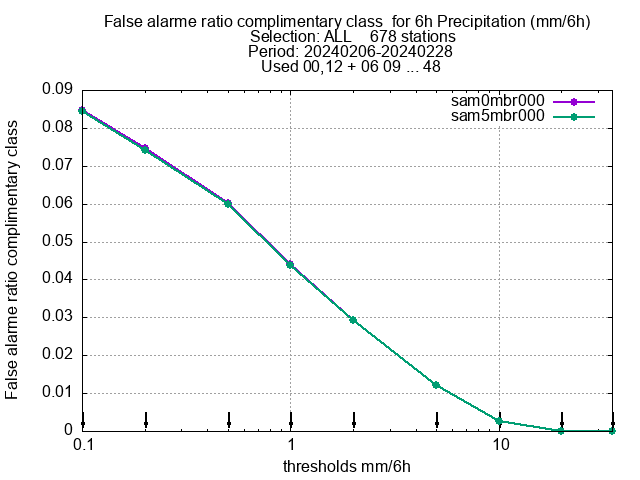 False alarme ratio complimentary class  for 6h Precipitation (mm/6h)
Selection: ALL    678 stations
Period: 20240206-20240228
Used 00,12 + 06 09 ... 48
sam0mbr000
sam5mbr000
False alarme ratio complimentary class
0.09
0.08
0.07
0.06
0.05
0.04
0.03
0.02
0.01
0
0.1
1
10
thresholds mm/6h